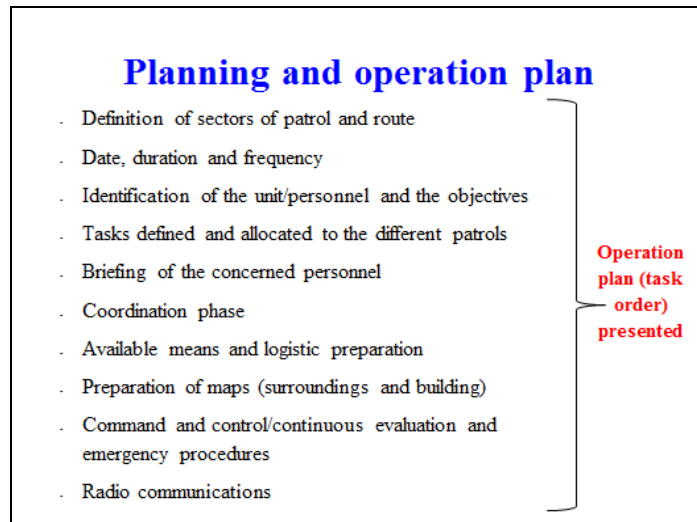 Planning and operation plan
- Definition of sectors of patrol and route
- Date, duration and frequency
- Identification of the unit/personnel and the objectives
- Tasks defined and allocated to the different patrols
- Briefing of the concerned personnel
- Coordination phase
- Available means and logistic preparation
- Preparation of maps (surroundings and building)
- Command and control/continuous evaluation and
emergency procedures
- Radio communications
Operation
plan (task
order)
presented